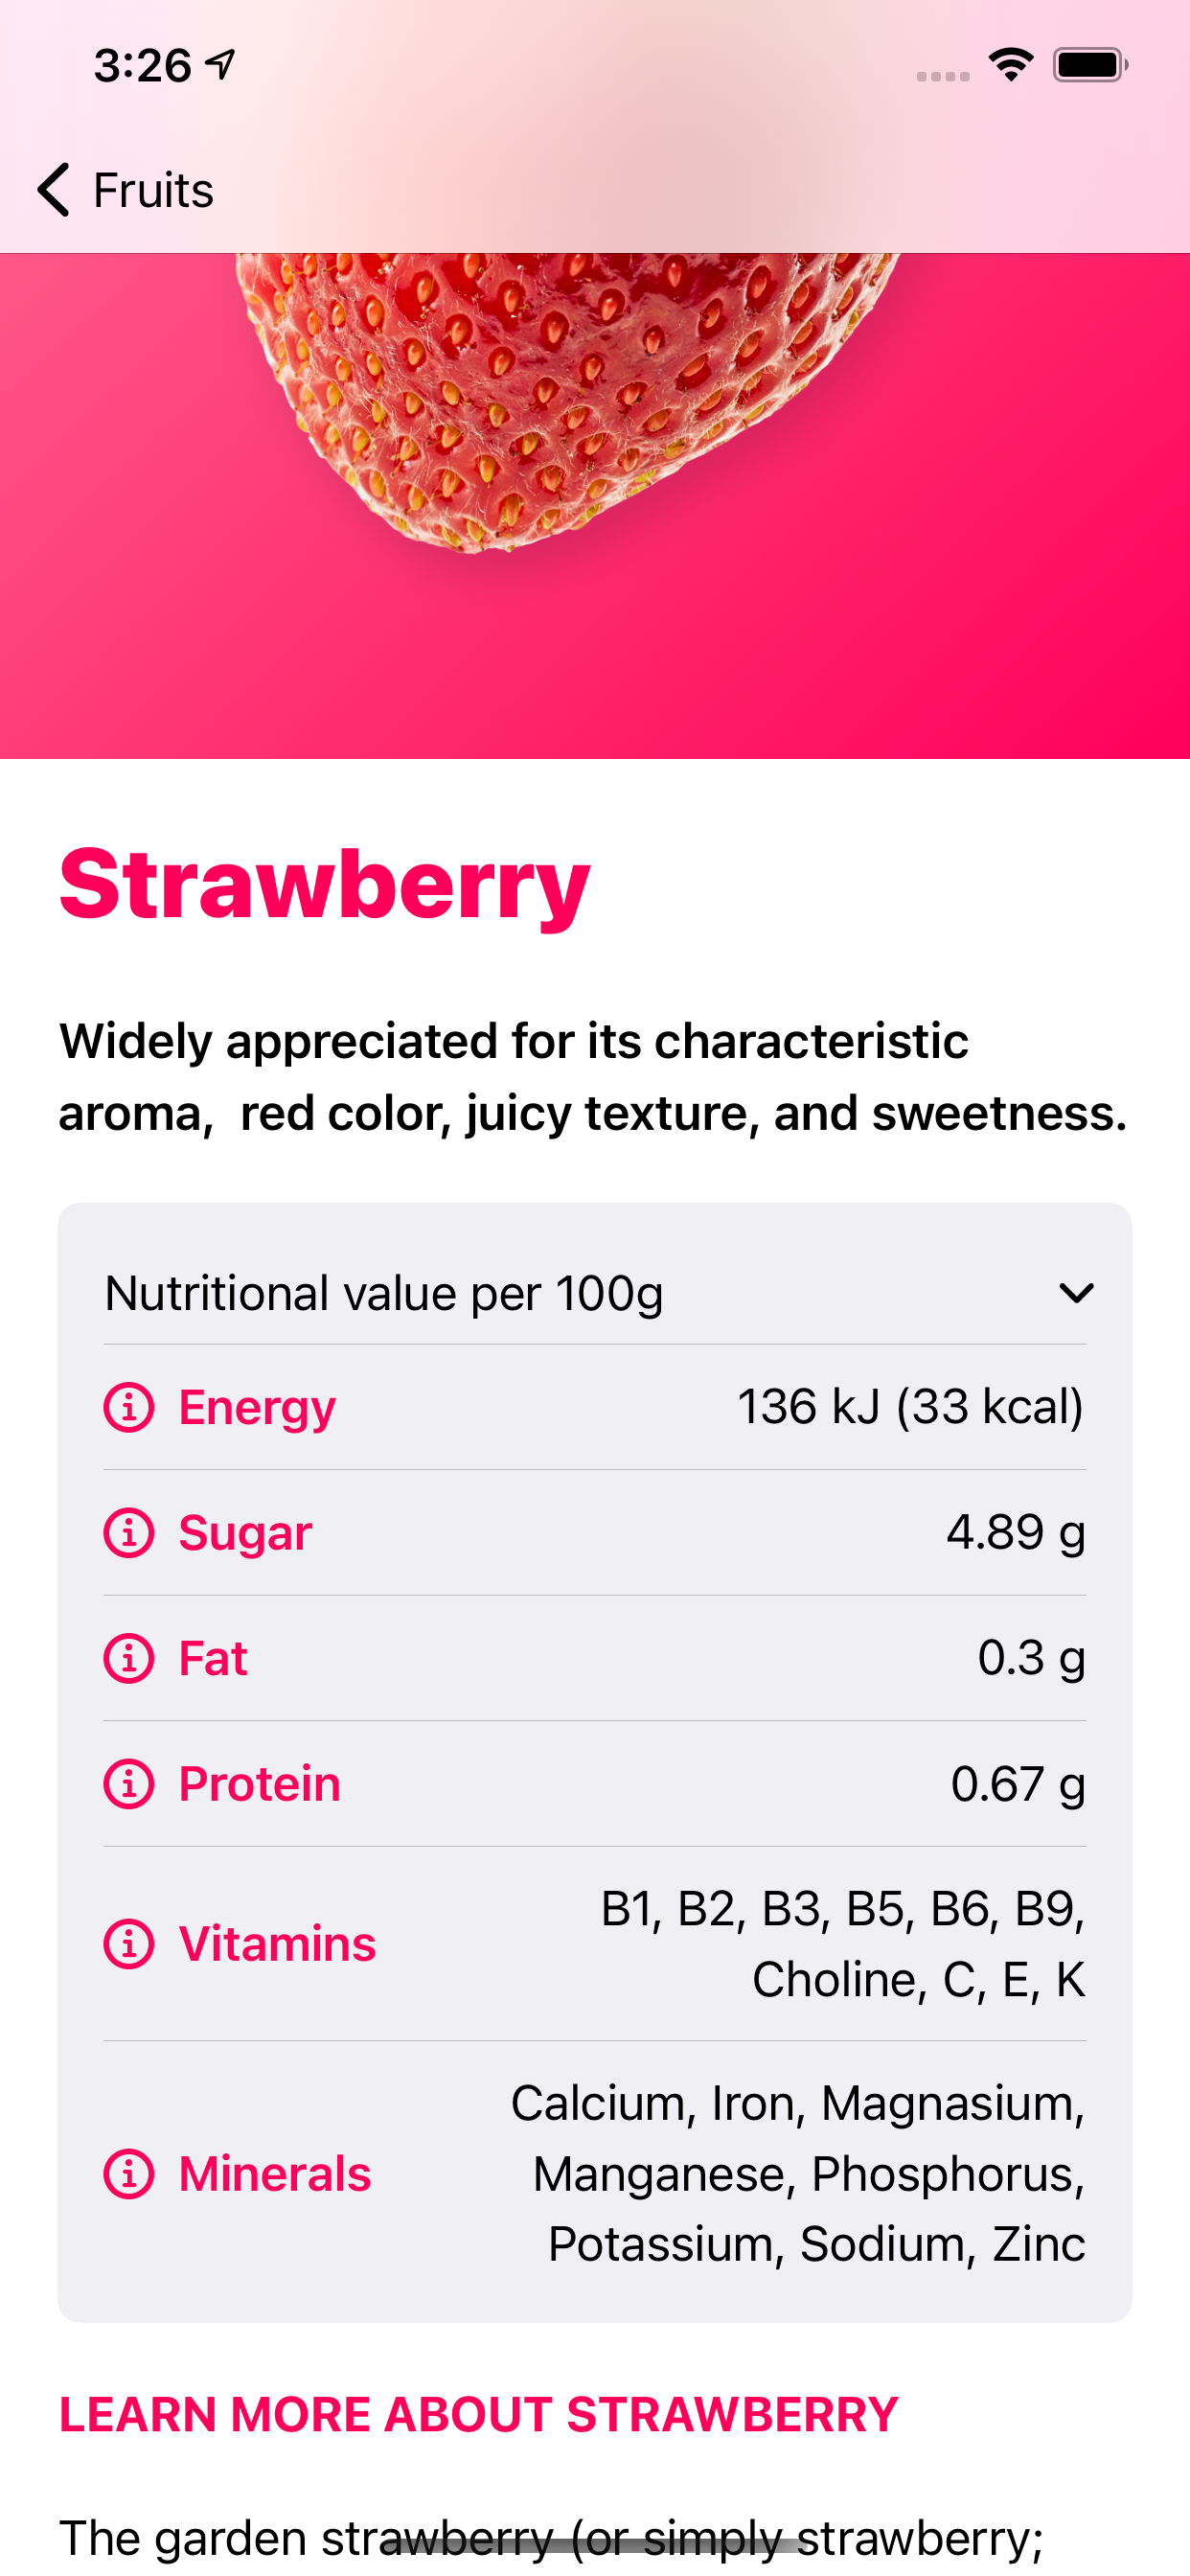 3:26
Fruits
Strawberry
Widely appreciated for its characteristic
aroma,  red color, juicy texture, and sweetness.
Nutritional value per 100g
Energy
136 kJ (33 kcal)
Sugar
4.89 g
Fat
0.3 g
Protein
0.67 g
Vitamins
B1, B2, B3, B5, B6, B9,
Choline, C, E, K
Minerals
Calcium, Iron, Magnasium,
Manganese, Phosphorus,
Potassium, Sodium, Zinc
LEARN MORE ABOUT STRAWBERRY
The garden strawberry (or simply strawberry;